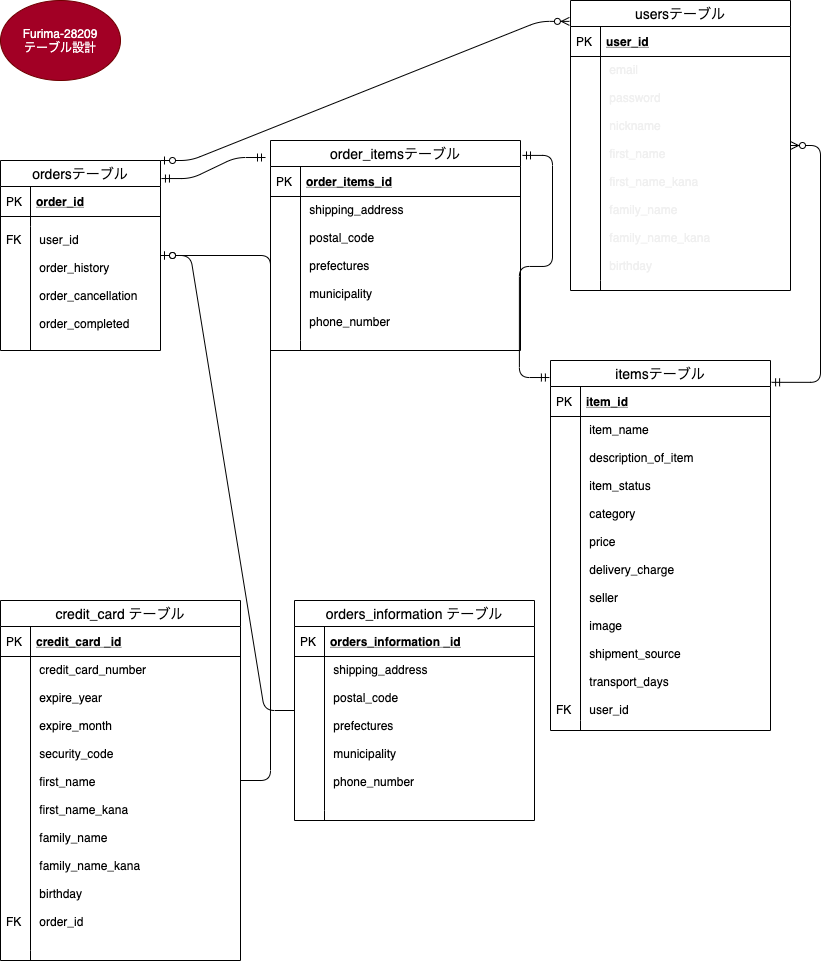 Furima-28209
テーブル設計
usersテーブル
PK user_id
email
password
nickname
first_name
first_name_kana
family_name
family_name_kana
birthday
ordersテーブル
PK order_id
FK user_id
order_history
order_cancellation
order_completed
order_itemsテーブル
PK order_items_id
shipping_address
postal_code
prefectures
municipality
phone_number
itemsテーブル
PK item_id
item_name
description_of_item
item_status
category
price
delivery_charge
seller
image
shipment_source
transport_days
FK user_id
credit_card テーブル
PK credit_card _id
credit_card_number
expire_year
expire_month
security_code
first_name
first_name_kana
family_name
family_name_kana
birthday
FK order_id
orders_information テーブル
PK orders_information _id
shipping_address
postal_code
prefectures
municipality
phone_number